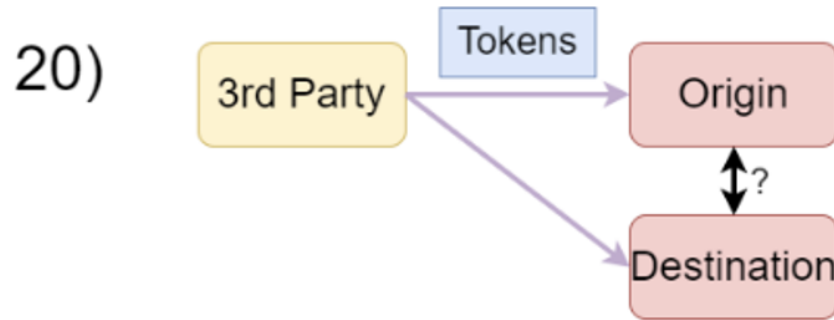 20)
Tokens
3rd Party
Origin
?
Destination